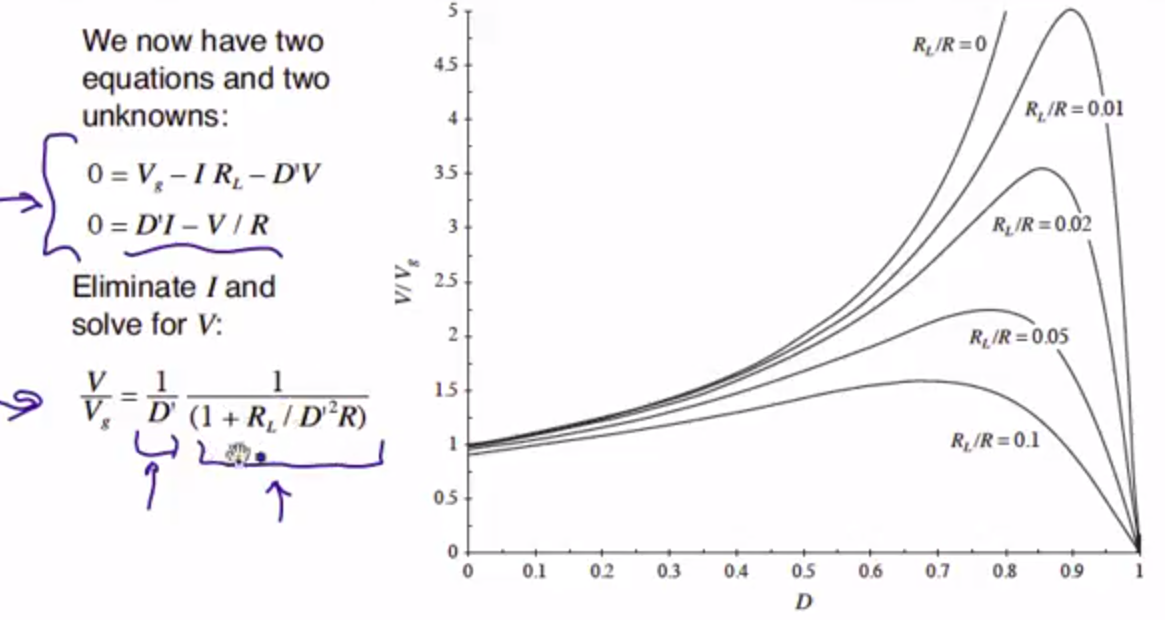 We now have two
equations and two
unknowns:
0 = V_g – I R_L – D'V
0 = D'I – V / R
Eliminate I and
solve for V:
V/V_g = 1/D' 1/(1 + R_L / D'²R)
5
4.5
4
3.5
3
2.5
2
1.5
1
0.5
0
V/V_g
R_L/R = 0
R_L/R = 0.01
R_L/R = 0.02
R_L/R = 0.05
R_L/R = 0.1
0 0.1 0.2 0.3 0.4 0.5 0.6 0.7 0.8 0.9 1
D